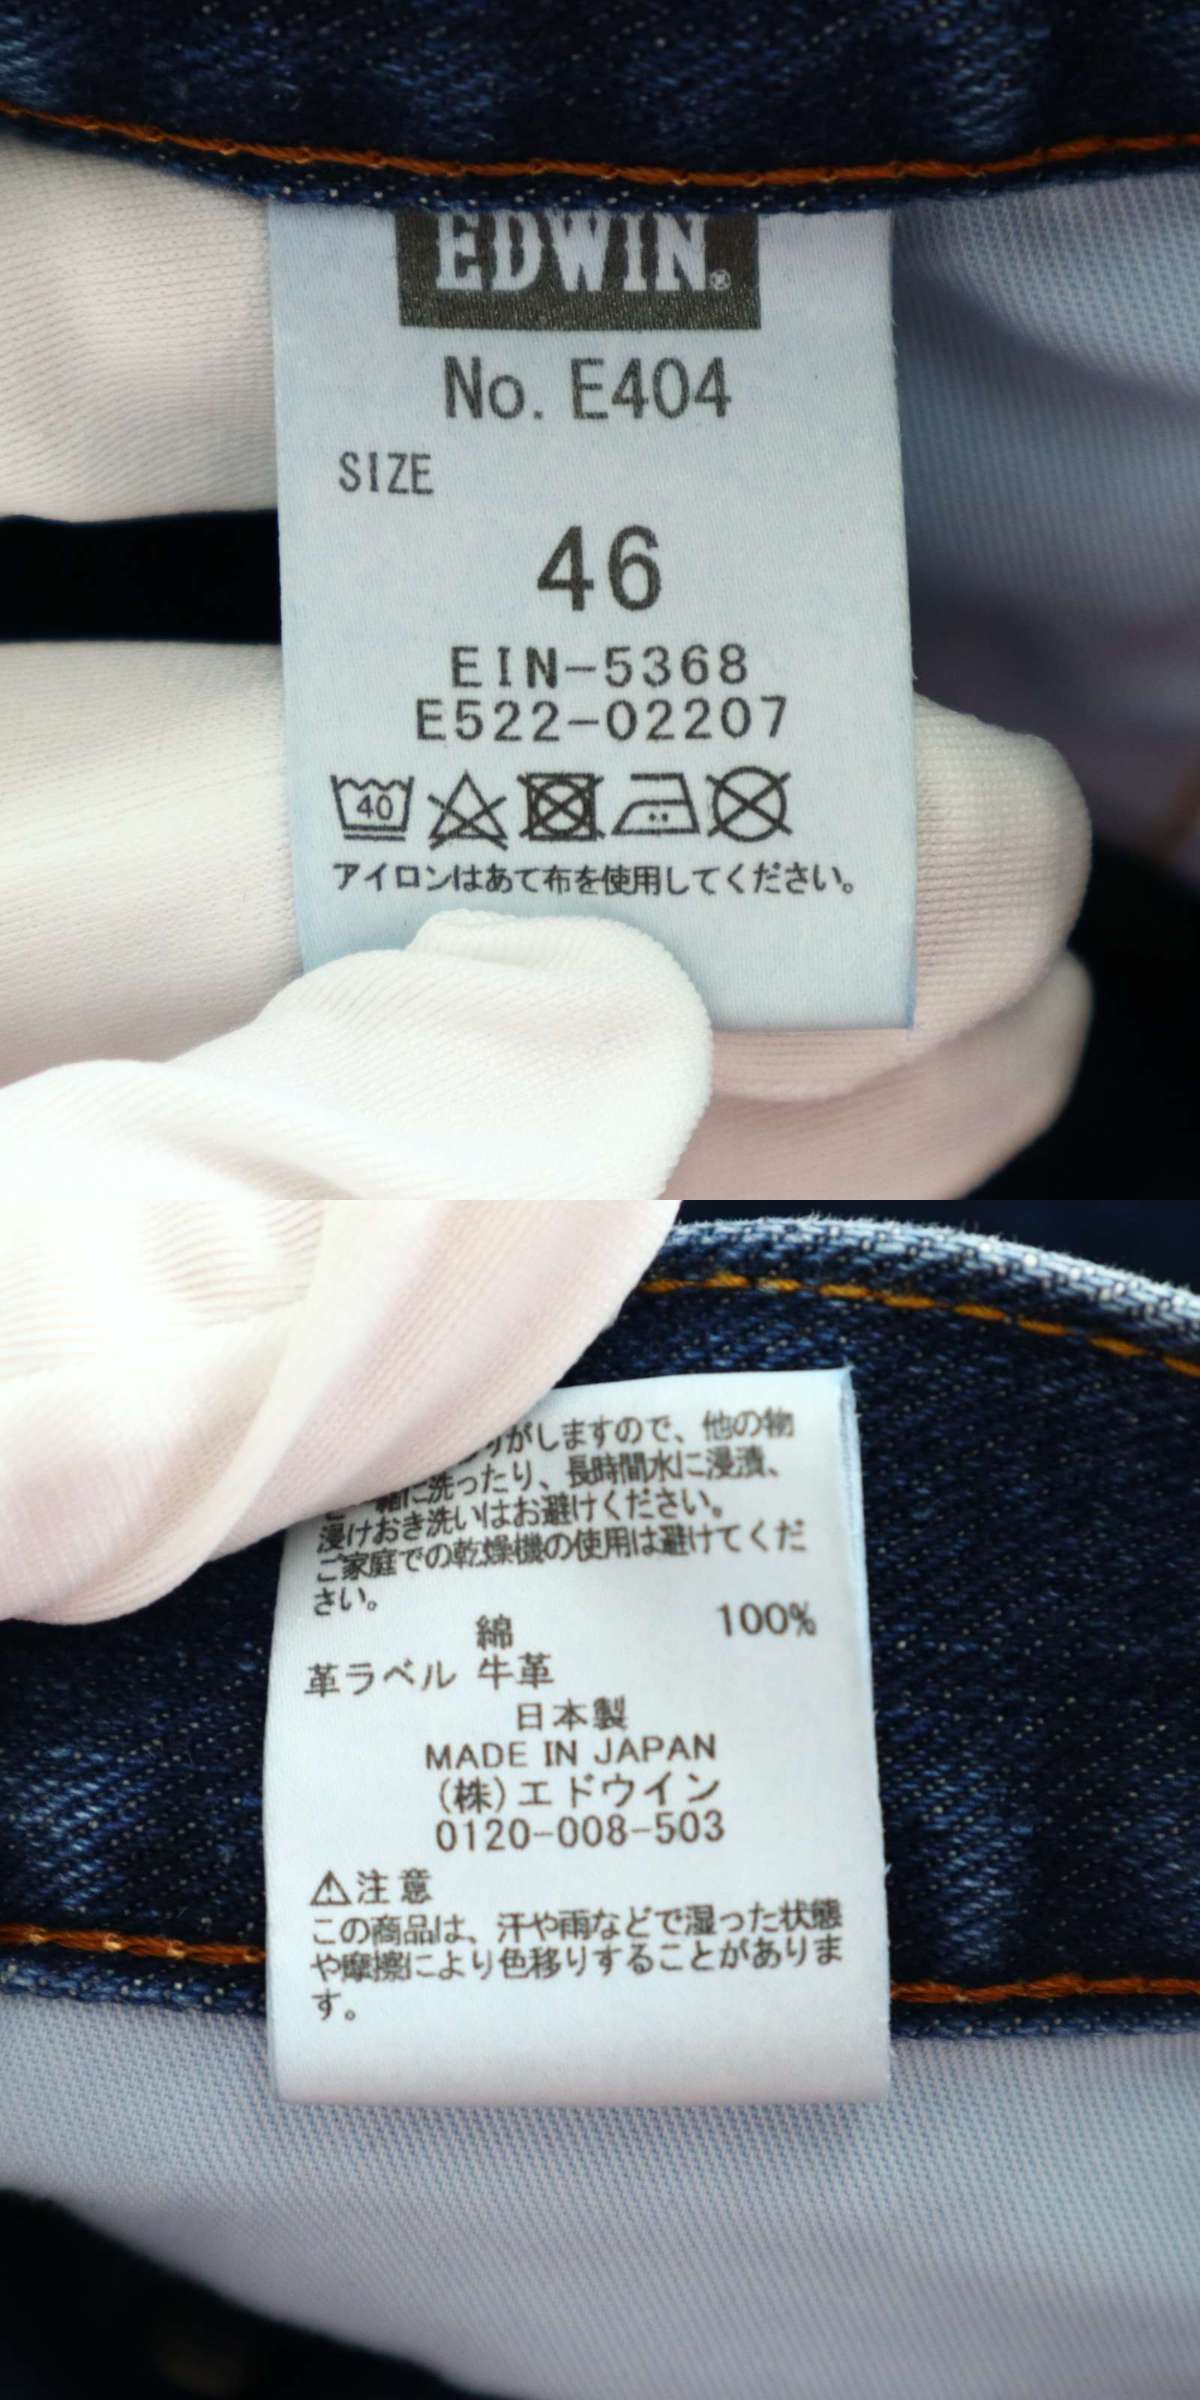 EDWIN®
No. E404
SIZE
46
EIN-5368
E522-02207
40
アイロンはあて布を使用してください。
がしますので、他の物
緒に洗ったり、長時間水に浸漬、
浸けおき洗いはお避けください。
ご家庭での乾燥機の使用は避けてくだ
さい。
綿 100%
革ラベル 牛革
日本製
MADE IN JAPAN
(株)エドウイン
0120-008-503
⚠注意
この商品は、汗や雨などで湿った状態
や摩擦により色移りすることがありま
す。